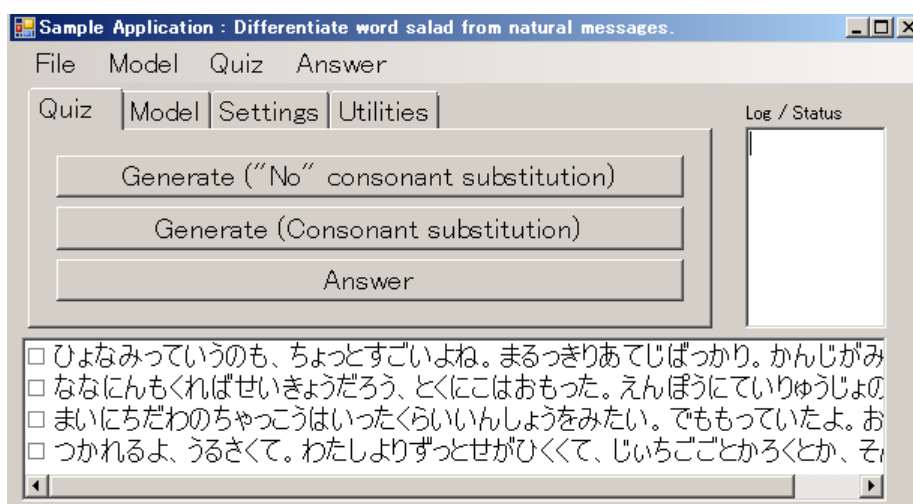 Sample Application : Differentiate word salad from natural messages.
File Model Quiz Answer
Quiz Model Settings Utilities
Log / Status
Generate ("No" consonant substitution)
Generate (Consonant substitution)
Answer
ひょなみっていうのも、ちょっとすごいよね。まるっきりあてじばっかり。かんじがみ
ななにんもくればせいきょうだろう、とくにこはおもった。えんぽうにていりゅうじょの
まいにちだわのちゃっこうはいったくらいいんしょうをみたい。でももっていたよ。お
つかれるよ、うるさくて。わたしよりずっとせがひくくて、じぃちごごとかろくとか、そ